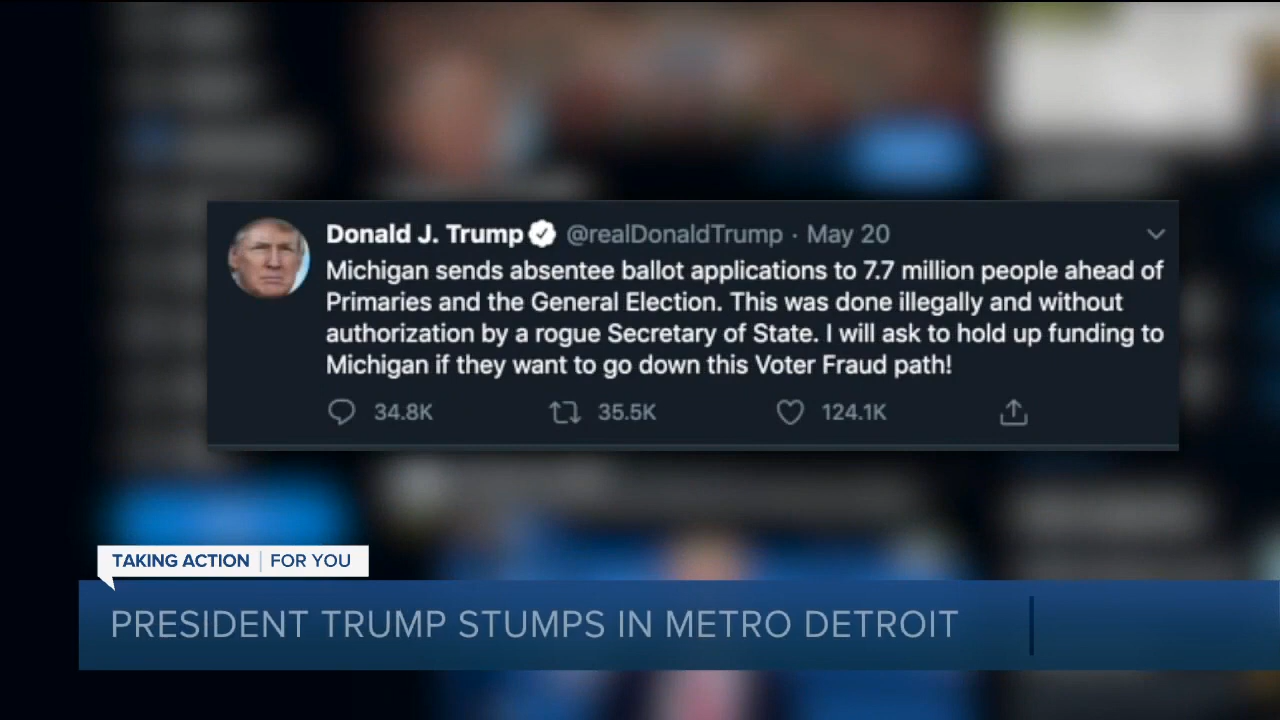 Donald J. Trump @realDonaldTrump · May 20
Michigan sends absentee ballot applications to 7.7 million people ahead of
Primaries and the General Election. This was done illegally and without
authorization by a rogue Secretary of State. I will ask to hold up funding to
Michigan if they want to go down this Voter Fraud path!
34.8K 35.5K 124.1K
TAKING ACTION | FOR YOU
PRESIDENT TRUMP STUMPS IN METRO DETROIT